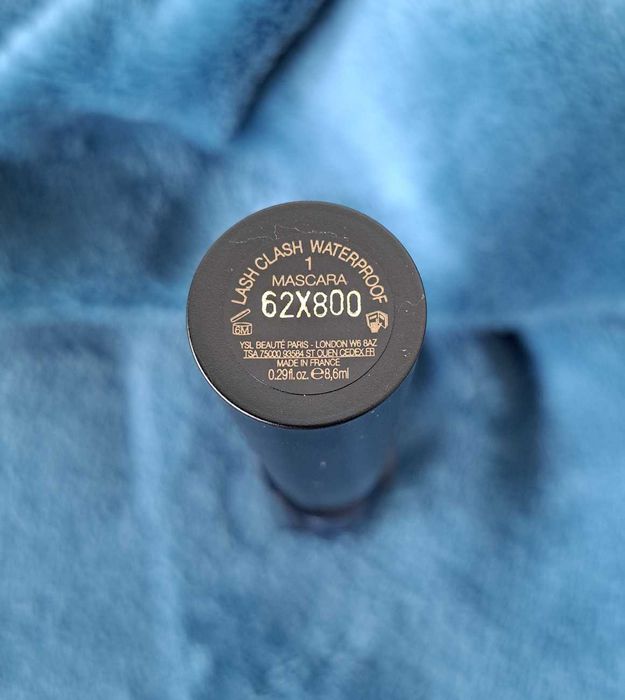 LASH CLASH WATERPROOF
1
MASCARA
62X800
6M
YSL BEAUTÉ PARIS - LONDON W6 8AZ
TSA 75000 93584 ST OUEN CEDEX FR
MADE IN FRANCE
0.29fl.oz. ℮8,6ml